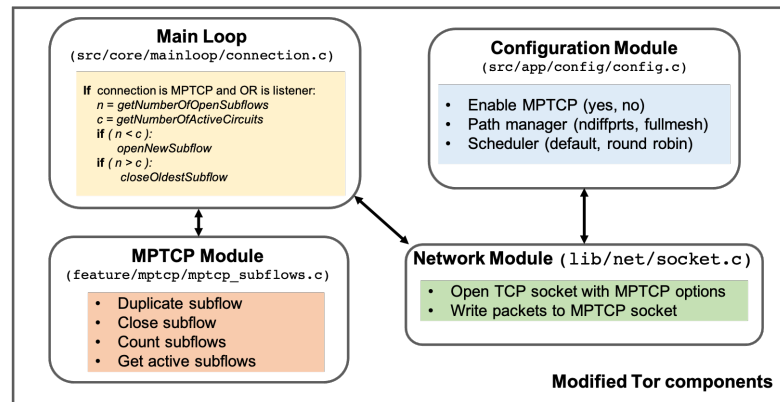 Main Loop
(src/core/mainloop/connection.c)
If connection is MPTCP and OR is listener:
n = getNumberOfOpenSubflows
c = getNumberOfActiveCircuits
if ( n < c ):
openNewSubflow
if ( n > c ):
closeOldestSubflow
Configuration Module
(src/app/config/config.c)
• Enable MPTCP (yes, no)
• Path manager (ndiffprts, fullmesh)
• Scheduler (default, round robin)
MPTCP Module
(feature/mptcp/mptcp_subflows.c)
• Duplicate subflow
• Close subflow
• Count subflows
• Get active subflows
Network Module (lib/net/socket.c)
• Open TCP socket with MPTCP options
• Write packets to MPTCP socket
Modified Tor components